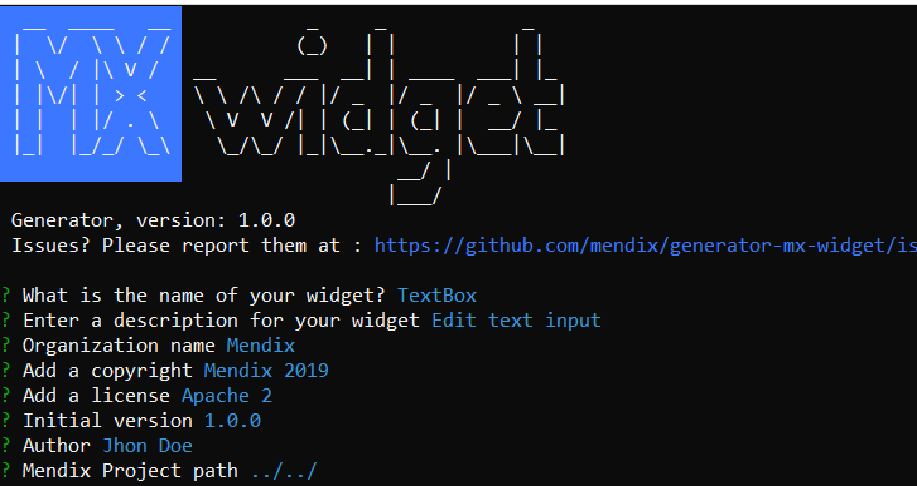 MX widget
Generator, version: 1.0.0
Issues? Please report them at : https://github.com/mendix/generator-mx-widget/is
? What is the name of your widget? TextBox
? Enter a description for your widget Edit text input
? Organization name Mendix
? Add a copyright Mendix 2019
? Add a license Apache 2
? Initial version 1.0.0
? Author Jhon Doe
? Mendix Project path ../../